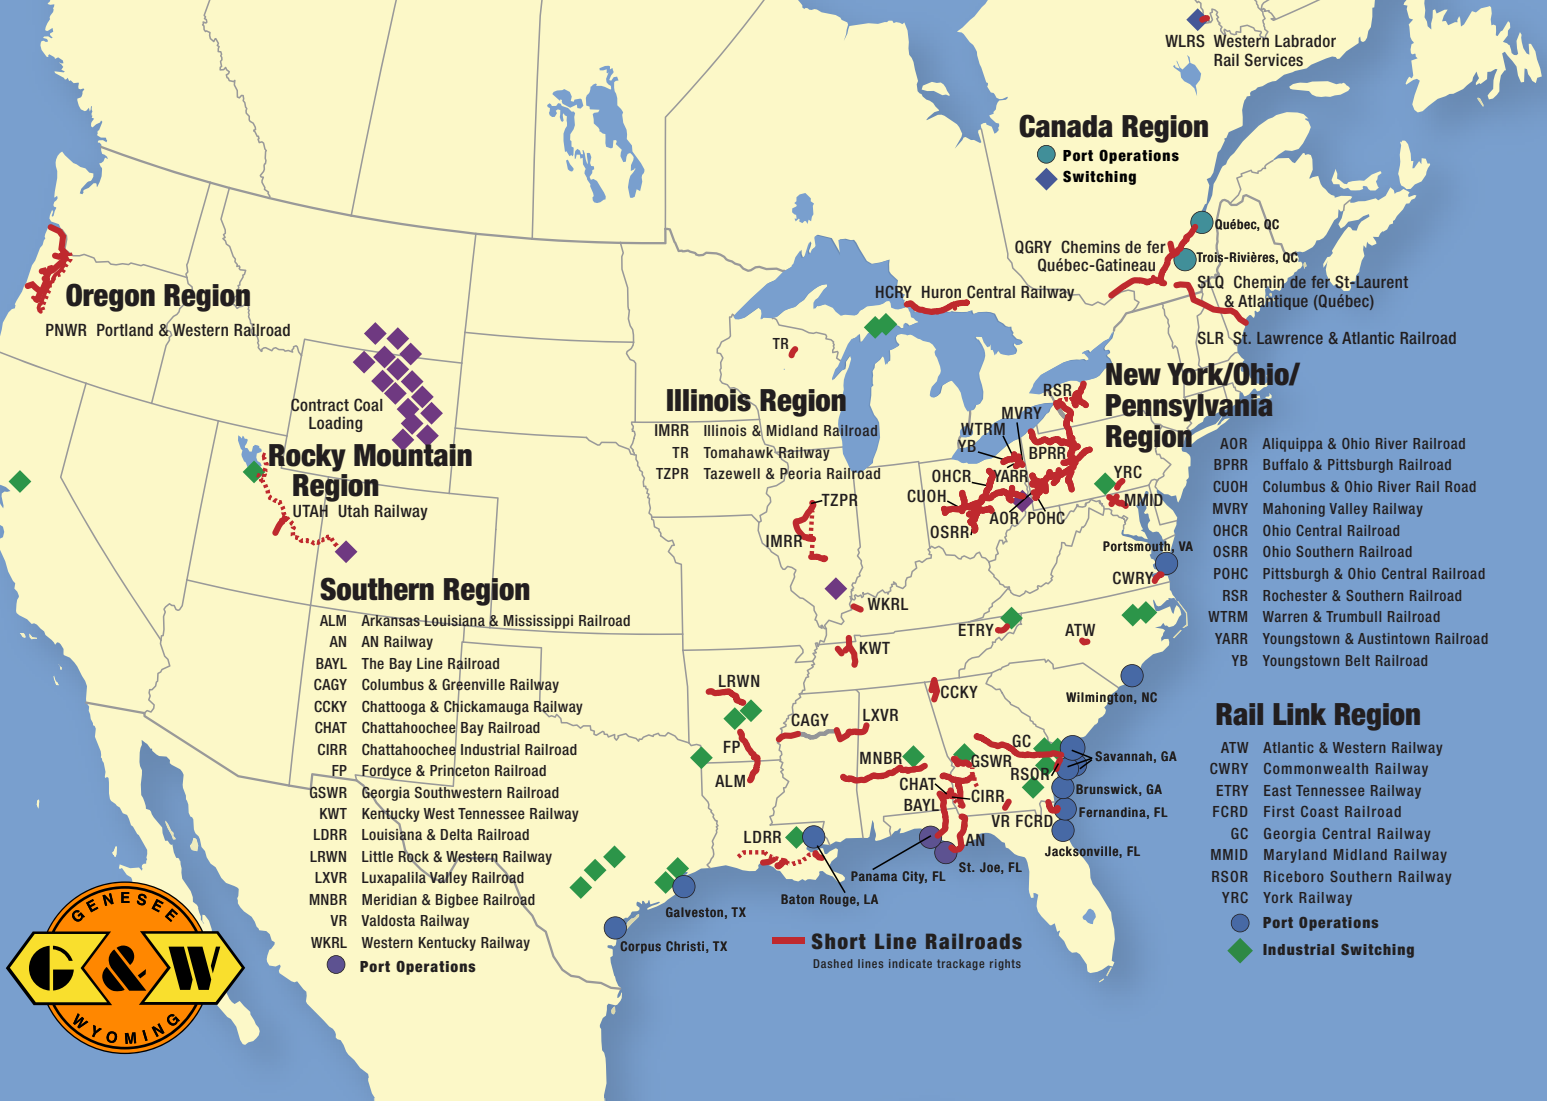 WLRS Western Labrador
Rail Services
Canada Region
Port Operations
Switching
Québec, QC
Trois-Rivières, QC
QGRY Chemins de fer
Québec-Gatineau
SLQ Chemin de fer St-Laurent
& Atlantique (Québec)
HCRY Huron Central Railway
SLR St. Lawrence & Atlantic Railroad
Oregon Region
PNWR Portland & Western Railroad
Contract Coal
Loading
Rocky Mountain
Region
UTAH Utah Railway
TR
Illinois Region
IMRR Illinois & Midland Railroad
TR Tomahawk Railway
TZPR Tazewell & Peoria Railroad
TZPR
IMRR
New York/Ohio/
Pennsylvania
Region
AOR Aliquippa & Ohio River Railroad
BPRR Buffalo & Pittsburgh Railroad
CUOH Columbus & Ohio River Rail Road
MVRY Mahoning Valley Railway
OHCR Ohio Central Railroad
OSRR Ohio Southern Railroad
POHC Pittsburgh & Ohio Central Railroad
RSR Rochester & Southern Railroad
WTRM Warren & Trumbull Railroad
YARR Youngstown & Austintown Railroad
YB Youngstown Belt Railroad
RSR
MVRY
WTRM
YB
BPRR
OHCR
YARR
CUOH
AOR POHC
OSRR
YRC
MMID
Portsmouth, VA
CWRY
WKRL
ETRY
ATW
KWT
Wilmington, NC
Southern Region
ALM Arkansas Louisiana & Mississippi Railroad
AN AN Railway
BAYL The Bay Line Railroad
CAGY Columbus & Greenville Railway
CCKY Chattooga & Chickamauga Railway
CHAT Chattahoochee Bay Railroad
CIRR Chattahoochee Industrial Railroad
FP Fordyce & Princeton Railroad
GSWR Georgia Southwestern Railroad
KWT Kentucky West Tennessee Railway
LDRR Louisiana & Delta Railroad
LRWN Little Rock & Western Railway
LXVR Luxapalila Valley Railroad
MNBR Meridian & Bigbee Railroad
VR Valdosta Railway
WKRL Western Kentucky Railway
Port Operations
LRWN
CCKY
CAGY
LXVR
FP
ALM
MNBR
GC
GSWR
RSOR
Savannah, GA
CHAT
CIRR
BAYL
Brunswick, GA
VR FCRD
Fernandina, FL
LDRR
AN
Jacksonville, FL
St. Joe, FL
Panama City, FL
Baton Rouge, LA
Galveston, TX
Corpus Christi, TX
Short Line Railroads
Dashed lines indicate trackage rights
Rail Link Region
ATW Atlantic & Western Railway
CWRY Commonwealth Railway
ETRY East Tennessee Railway
FCRD First Coast Railroad
GC Georgia Central Railway
MMID Maryland Midland Railway
RSOR Riceboro Southern Railway
YRC York Railway
Port Operations
Industrial Switching
GENESEE
G & W
WYOMING